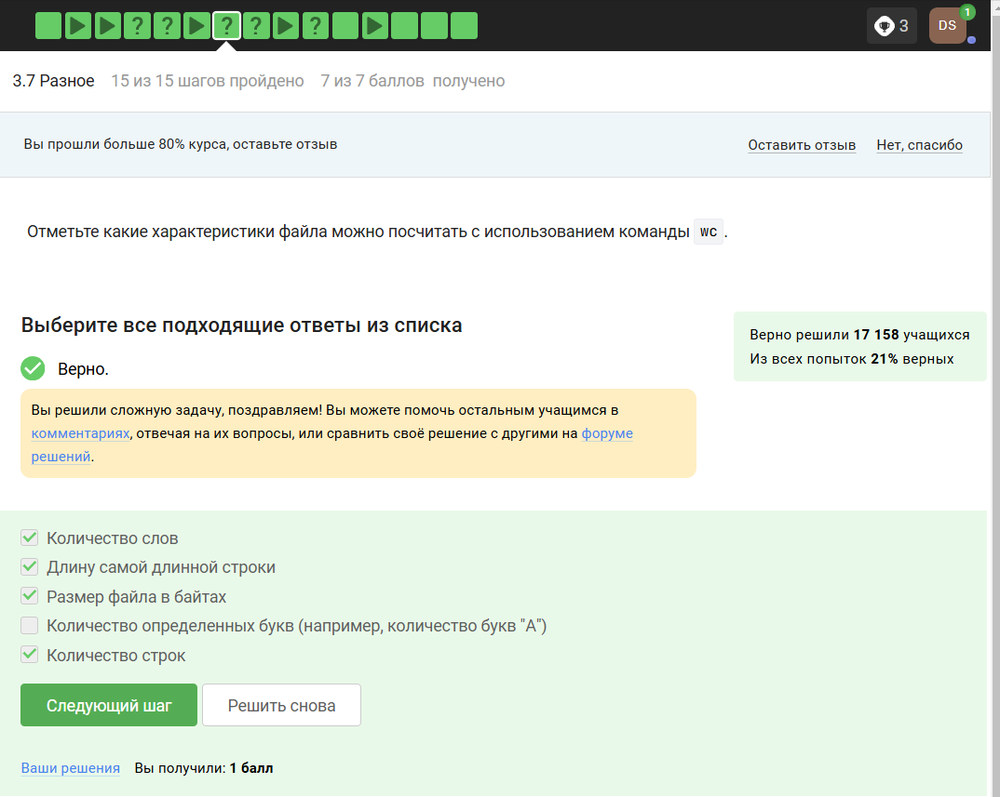 ? ? ? ? ? 3 DS 1
3.7 Разное 15 из 15 шагов пройдено 7 из 7 баллов получено
Вы прошли больше 80% курса, оставьте отзыв Оставить отзыв Нет, спасибо
Отметьте какие характеристики файла можно посчитать с использованием команды wc.
Выберите все подходящие ответы из списка
Верно решили 17 158 учащихся
Из всех попыток 21% верных
Верно.
Вы решили сложную задачу, поздравляем! Вы можете помочь остальным учащимся в
комментариях, отвечая на их вопросы, или сравнить своё решение с другими на форуме
решений.
Количество слов
Длину самой длинной строки
Размер файла в байтах
Количество определенных букв (например, количество букв "А")
Количество строк
Следующий шаг Решить снова
Ваши решения Вы получили: 1 балл